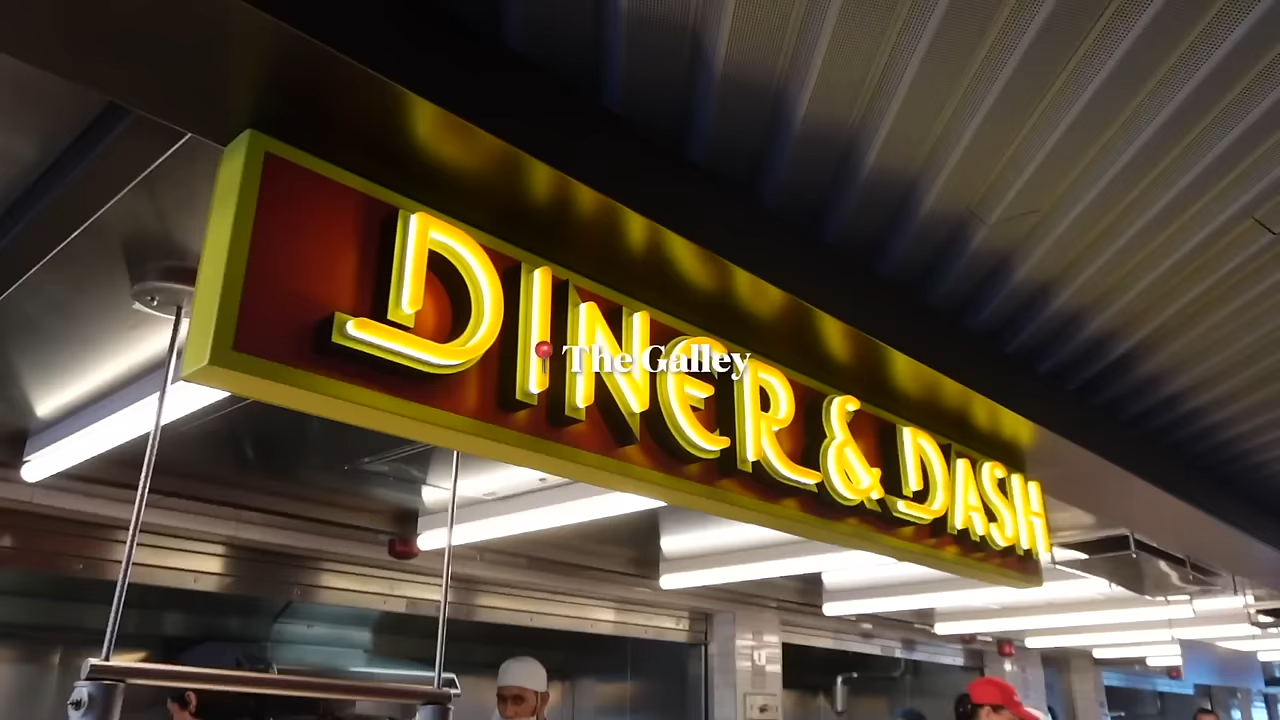 DINER & DASH
📍 The Galley